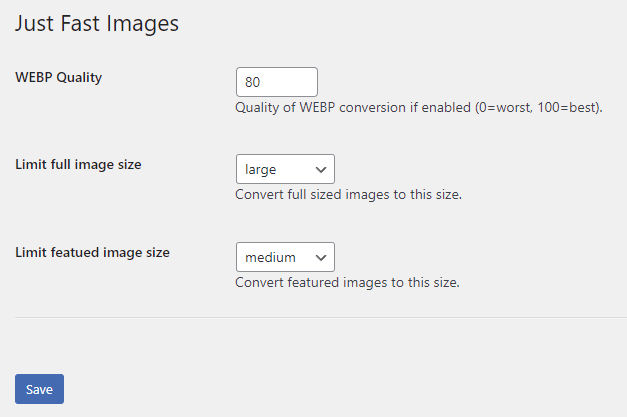 Just Fast Images
WEBP Quality
80
Quality of WEBP conversion if enabled (0=worst, 100=best).
Limit full image size
large
Convert full sized images to this size.
Limit featued image size
medium
Convert featured images to this size.
Save